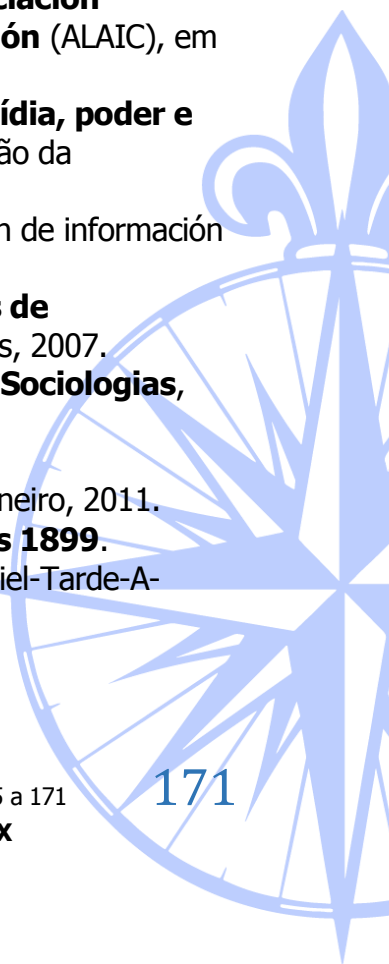 ciación
ón (ALAIC), em
ídia, poder e
ão da
n de información
s de
s, 2007.
Sociologias,
neiro, 2011.
s 1899.
iel-Tarde-A-
5 a 171
171
x